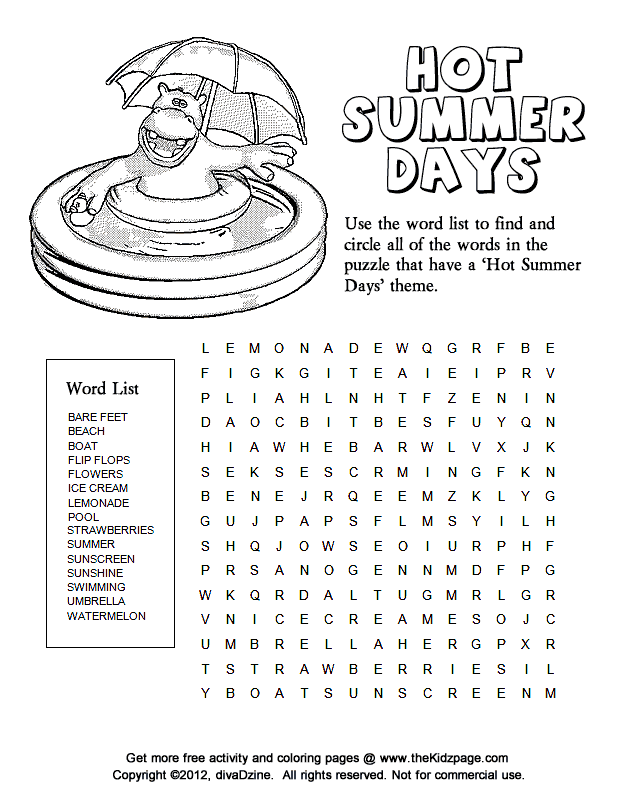 HOT
SUMMER
DAYS
Use the word list to find and
circle all of the words in the
puzzle that have a ‘Hot Summer
Days’ theme.
Word List
BARE FEET
BEACH
BOAT
FLIP FLOPS
FLOWERS
ICE CREAM
LEMONADE
POOL
STRAWBERRIES
SUMMER
SUNSCREEN
SUNSHINE
SWIMMING
UMBRELLA
WATERMELON
L E M O N A D E W Q G R F B E
F I G K G I T E A I E I P R V
P L I A H L N H T F Z E N I N
D A O C B I T B E S F U Y Q N
H I A W H E B A R W L V X J K
S E K S E S C R M I N G F K N
B E N E J R Q E E M Z K L Y G
G U J P A P S F L M S Y I L H
S H Q J O W S E O I U R P H F
P R S A N O G E N N M D F P G
W K Q R D A L T U G M R L G R
V N I C E C R E A M E S O J C
U M B R E L L A H E R G P X R
T S T R A W B E R R I E S I L
Y B O A T S U N S C R E E N M
Get more free activity and coloring pages @ www.theKidzpage.com
Copyright ©2012, divaDzine. All rights reserved. Not for commercial use.